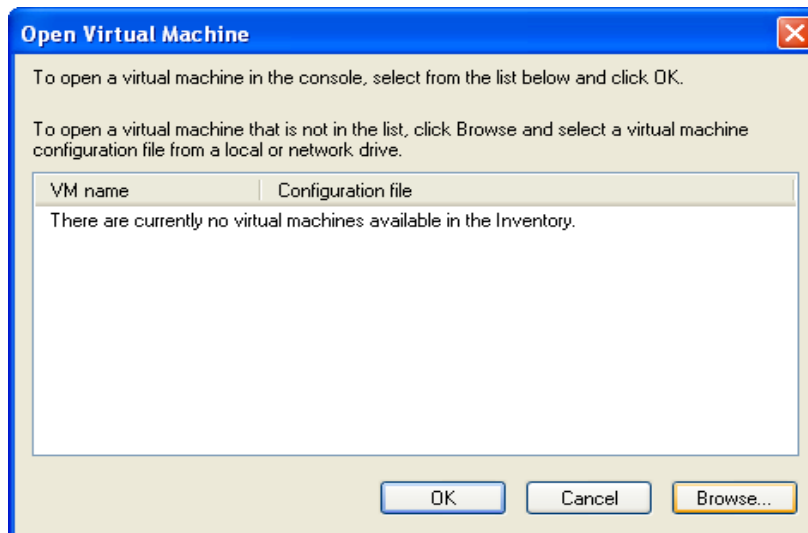 Open Virtual Machine
To open a virtual machine in the console, select from the list below and click OK.
To open a virtual machine that is not in the list, click Browse and select a virtual machine
configuration file from a local or network drive.
VM name Configuration file
There are currently no virtual machines available in the Inventory.
OK Cancel Browse...